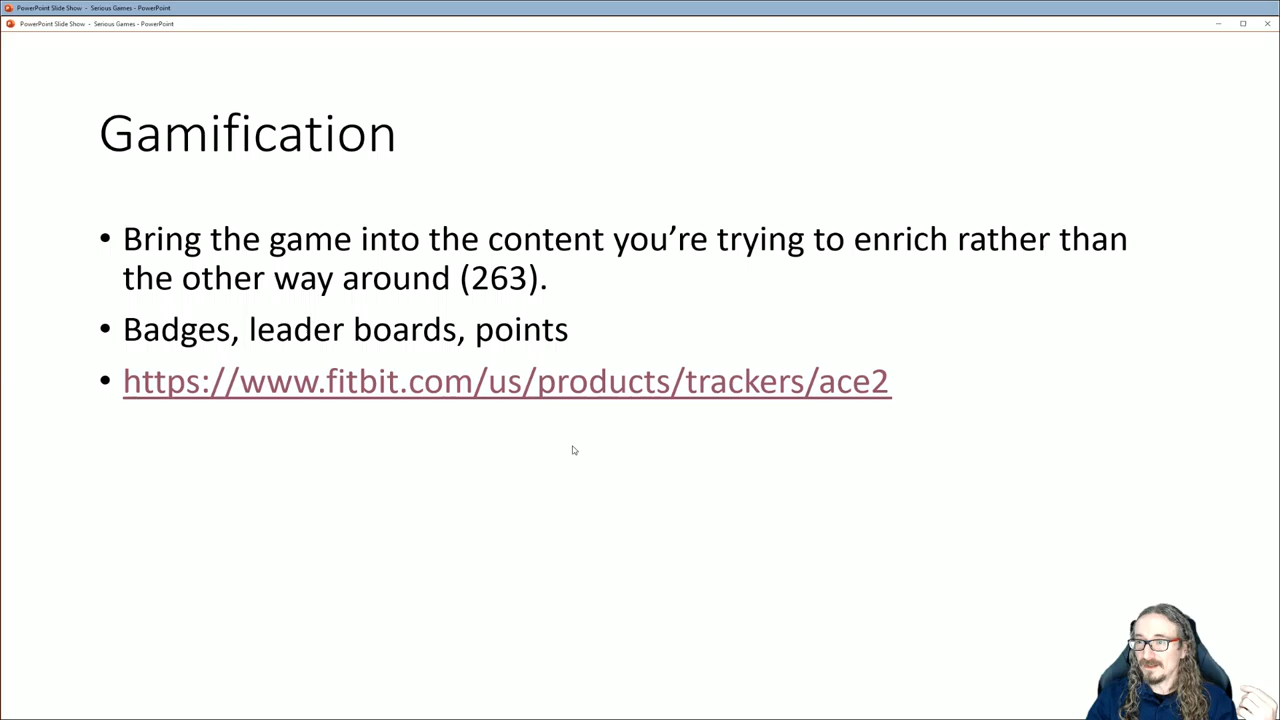 PowerPoint Slide Show - Serious Games - PowerPoint
PowerPoint Slide Show - Serious Games - PowerPoint
Gamification
• Bring the game into the content you’re trying to enrich rather than
the other way around (263).
• Badges, leader boards, points
• https://www.fitbit.com/us/products/trackers/ace2